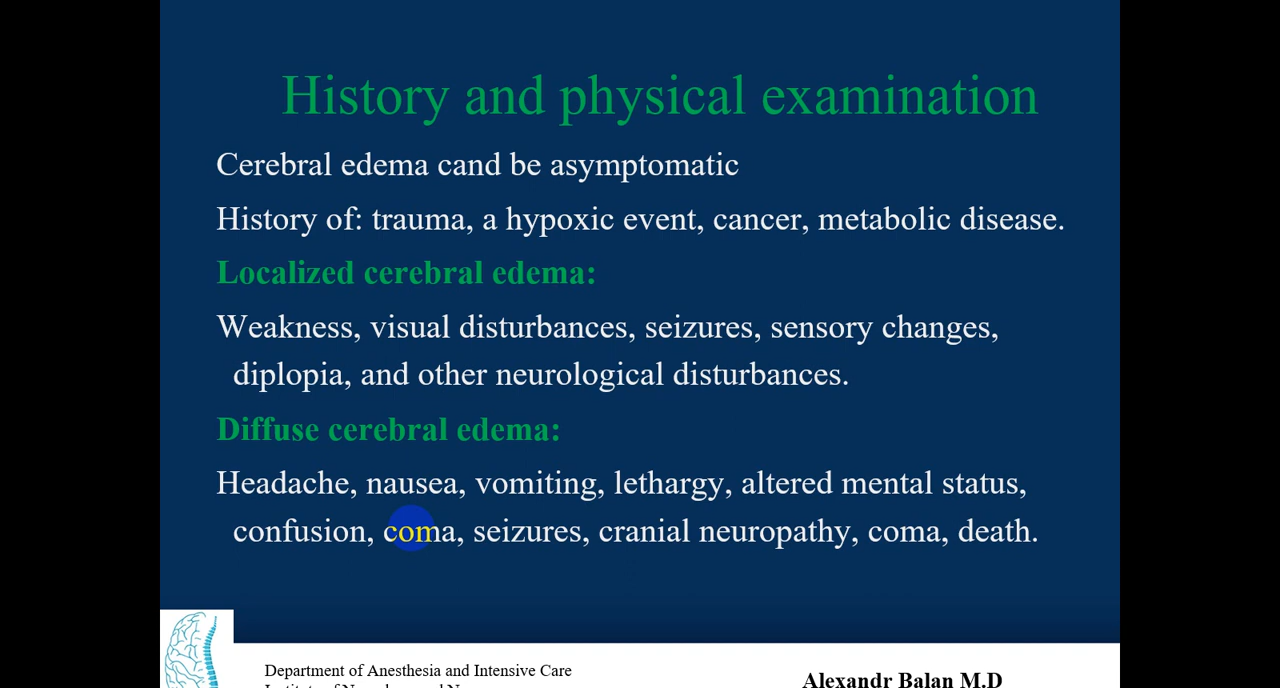 History and physical examination
Cerebral edema cand be asymptomatic
History of: trauma, a hypoxic event, cancer, metabolic disease.
Localized cerebral edema:
Weakness, visual disturbances, seizures, sensory changes,
diplopia, and other neurological disturbances.
Diffuse cerebral edema:
Headache, nausea, vomiting, lethargy, altered mental status,
confusion, coma, seizures, cranial neuropathy, coma, death.
Department of Anesthesia and Intensive Care
Alexandr Balan M.D